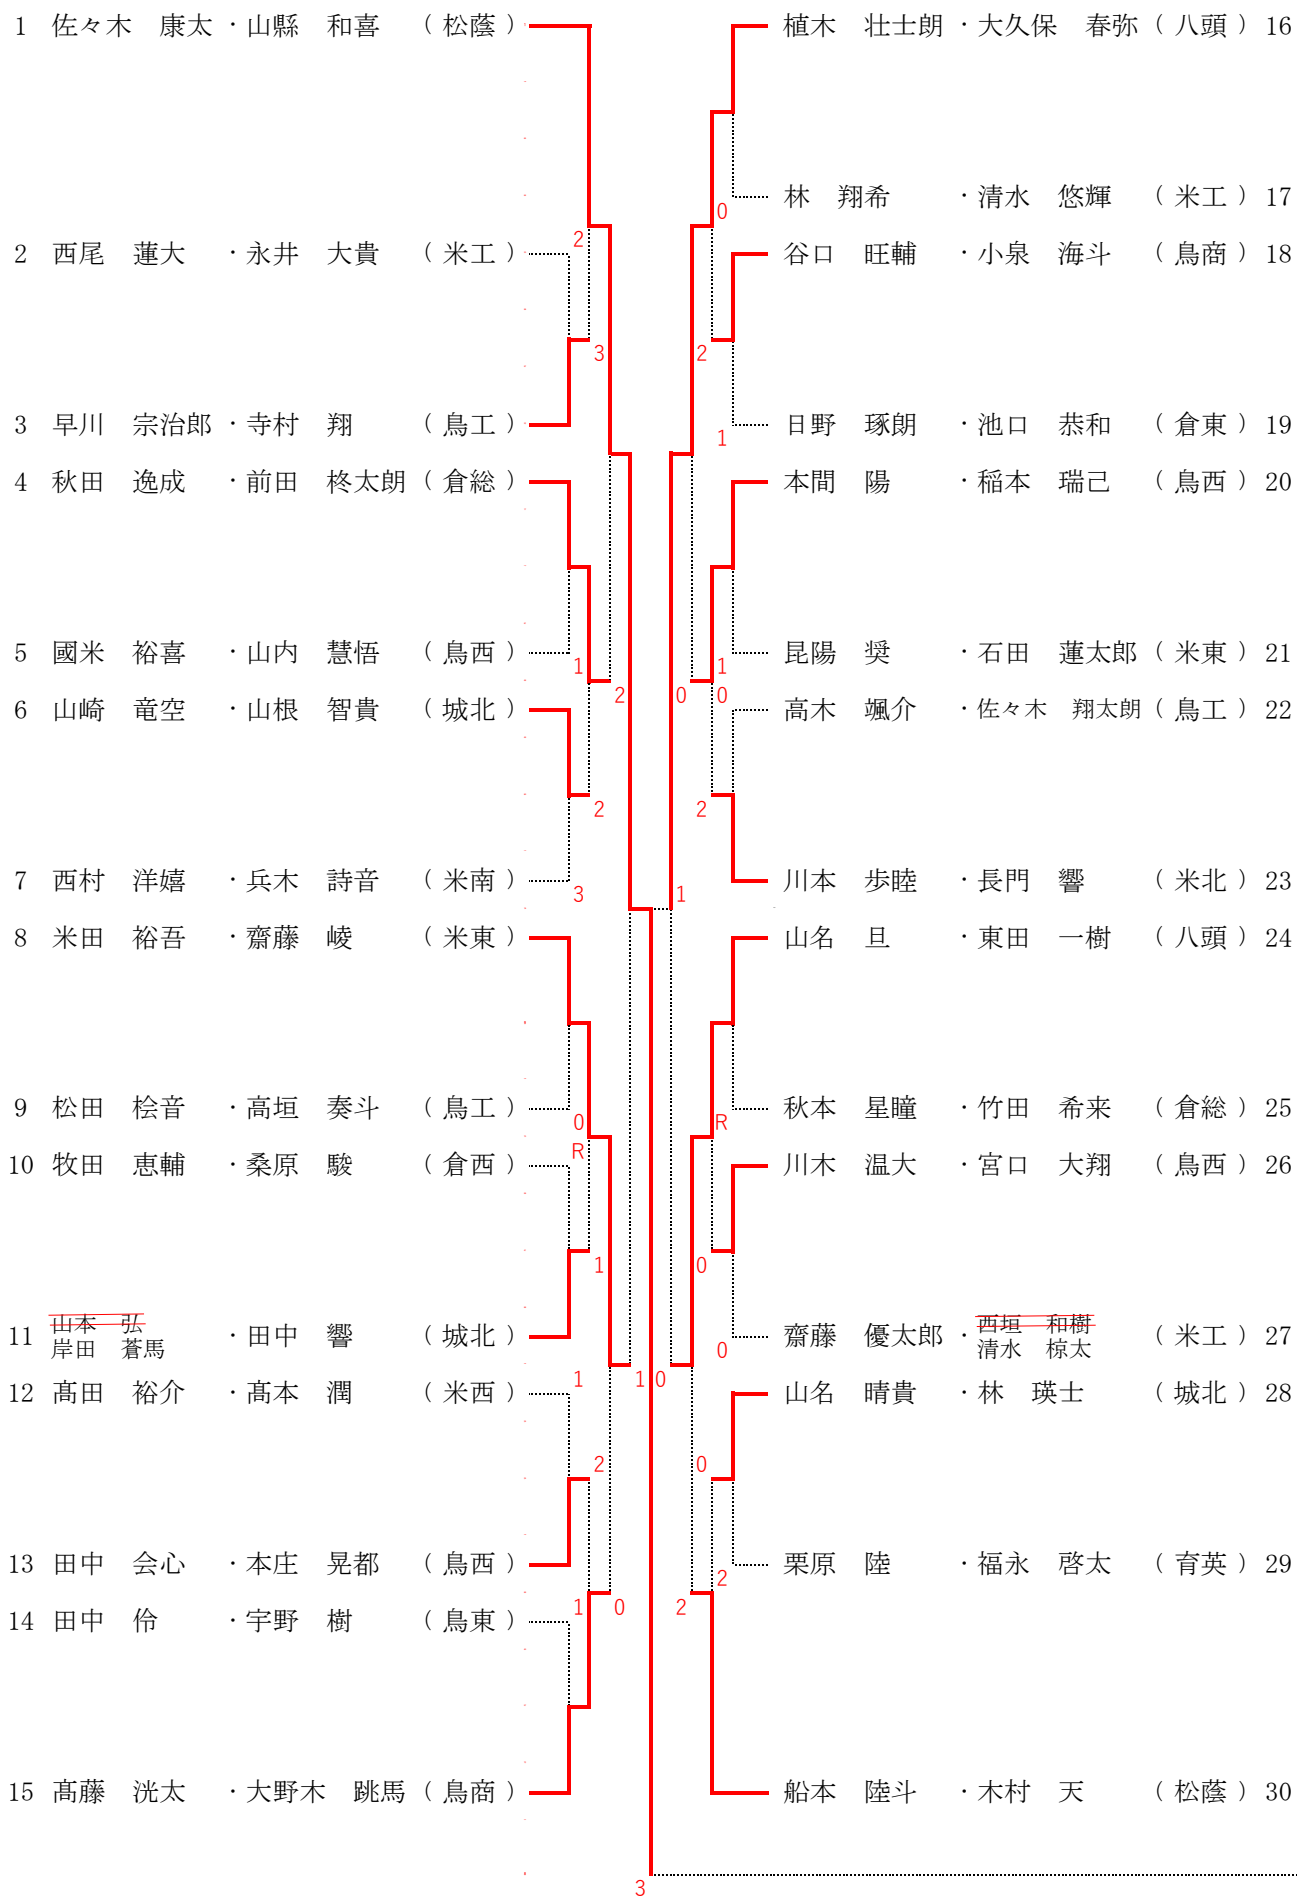 1 佐々木 康太・山縣 和喜 （松蔭）
2 西尾 蓮大 ・永井 大貴 （米工）
3 早川 宗治郎・寺村 翔 （鳥工）
4 秋田 逸成 ・前田 柊太朗（倉総）
5 國米 裕喜 ・山内 慧悟 （鳥西）
6 山崎 竜空 ・山根 智貴 （城北）
7 西村 洋嬉 ・兵木 詩音 （米南）
8 米田 裕吾 ・齋藤 崚 （米東）
9 松田 桧音 ・高垣 奏斗 （鳥工）
10 牧田 恵輔 ・桑原 駿 （倉西）
山本 弘
11 ・田中 響 （城北）
岸田 蒼馬
12 髙田 裕介 ・髙本 潤 （米西）
13 田中 会心 ・本庄 晃都 （鳥西）
14 田中 伶 ・宇野 樹 （鳥東）
15 髙藤 洸太 ・大野木 跳馬（鳥商）
2
3
1
2
2
3
0
R
1
1
1
2
1
0
3
植木 壮士朗・大久保 春弥（八頭）16
林 翔希 ・清水 悠輝 （米工）17
谷口 旺輔 ・小泉 海斗 （鳥商）18
日野 琢朗 ・池口 恭和 （倉東）19
本間 陽 ・稲本 瑞己 （鳥西）20
昆陽 奨 ・石田 蓮太郎（米東）21
高木 颯介 ・佐々木 翔太朗（鳥工）22
川本 歩睦 ・長門 響 （米北）23
山名 旦 ・東田 一樹 （八頭）24
秋本 星瞳 ・竹田 希来 （倉総）25
川木 温大 ・宮口 大翔 （鳥西）26
西垣 和樹
齋藤 優太郎・ （米工）27
清水 椋太
山名 晴貴 ・林 瑛士 （城北）28
栗原 陸 ・福永 啓太 （育英）29
船本 陸斗 ・木村 天 （松蔭）30
0
2
1
0
1
0
2
1
R
0
0
0
0
2
2